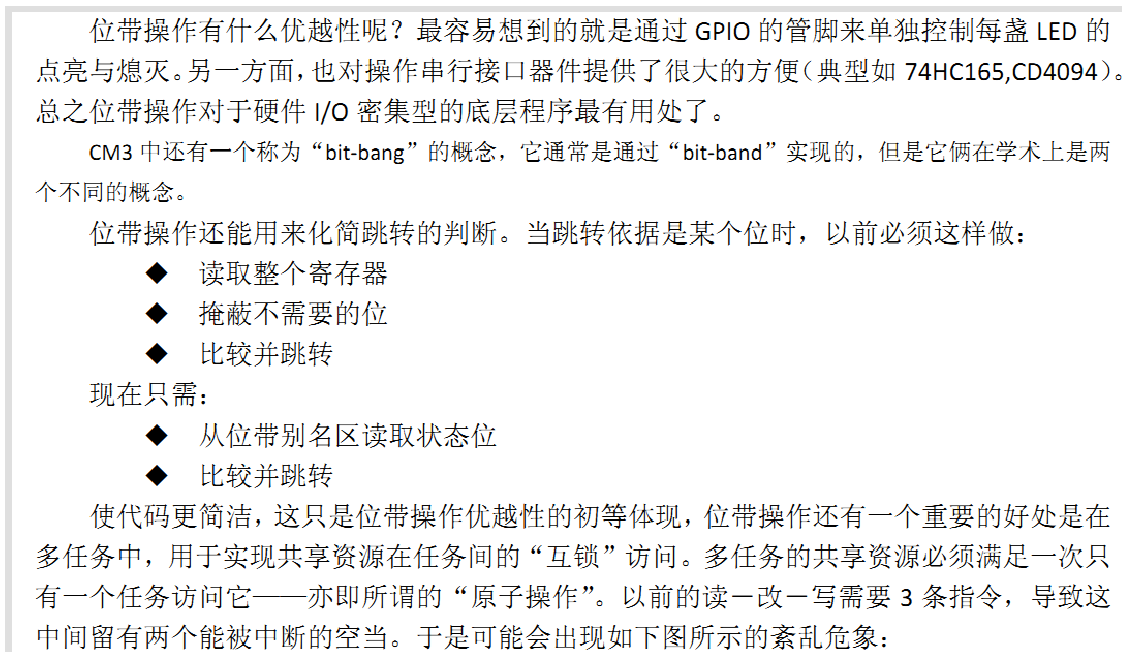 位带操作有什么优越性呢？最容易想到的就是通过 GPIO 的管脚来单独控制每盏 LED 的
点亮与熄灭。另一方面，也对操作串行接口器件提供了很大的方便（典型如 74HC165,CD4094）。
总之位带操作对于硬件 I/O 密集型的底层程序最有用处了。
CM3 中还有一个称为“bit-bang”的概念，它通常是通过“bit-band”实现的，但是它俩在学术上是两
个不同的概念。
位带操作还能用来化简跳转的判断。当跳转依据是某个位时，以前必须这样做：
◆ 读取整个寄存器
◆ 掩蔽不需要的位
◆ 比较并跳转
现在只需：
◆ 从位带别名区读取状态位
◆ 比较并跳转
使代码更简洁，这只是位带操作优越性的初等体现，位带操作还有一个重要的好处是在
多任务中，用于实现共享资源在任务间的“互锁”访问。多任务的共享资源必须满足一次只
有一个任务访问它——亦即所谓的“原子操作”。以前的读－改－写需要 3 条指令，导致这
中间留有两个能被中断的空当。于是可能会出现如下图所示的紊乱危象：